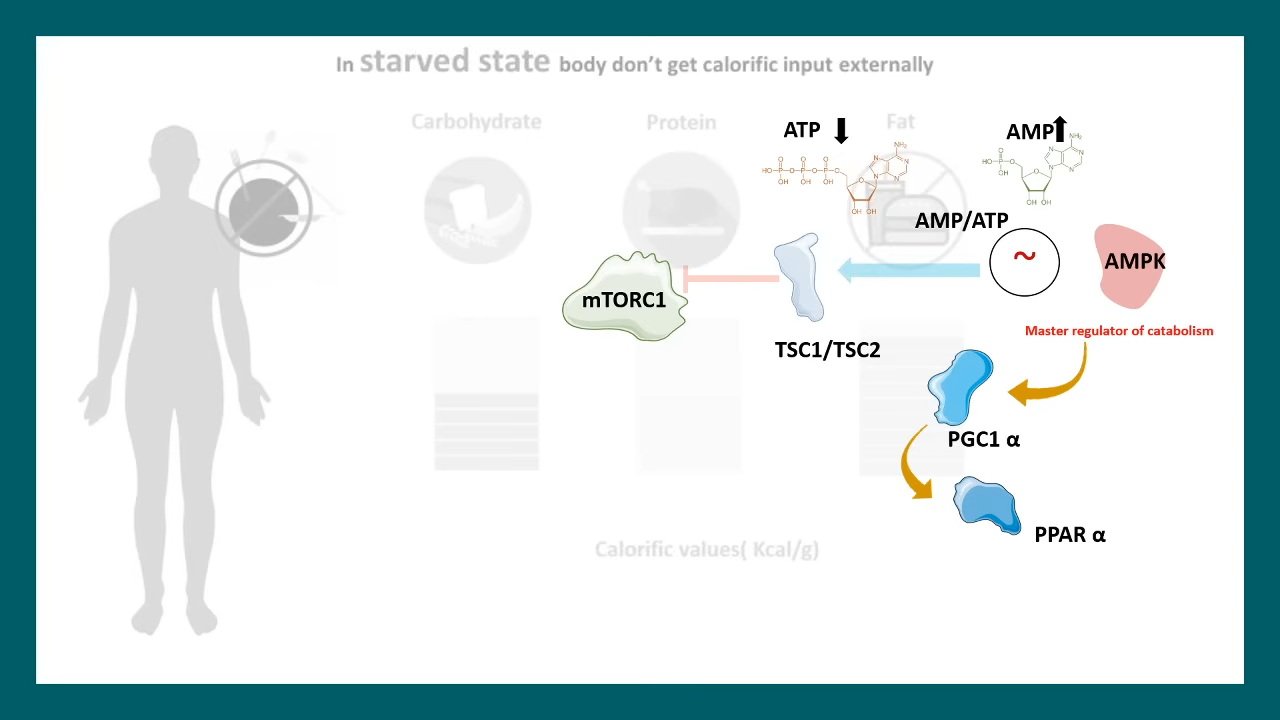 In starved state body don’t get calorific input externally
Carbohydrate
Protein
Fat
ATP
AMP
AMP/ATP
~
AMPK
mTORC1
Master regulator of catabolism
TSC1/TSC2
PGC1 α
PPAR α
Calorific values( Kcal/g)